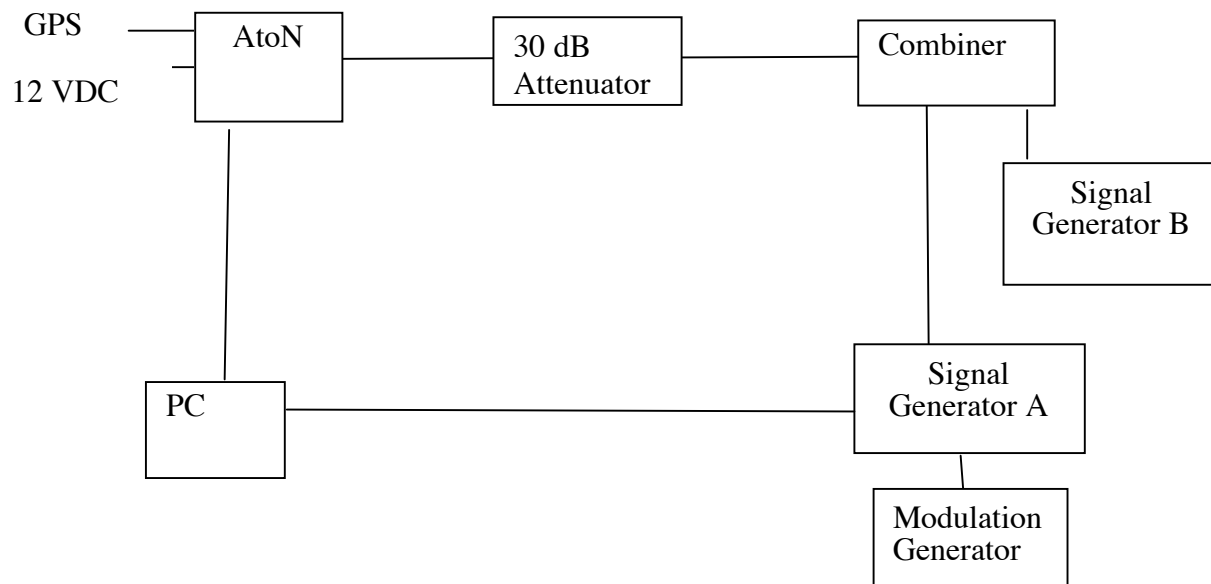 GPS
12 VDC
AtoN
30 dB
Attenuator
Combiner
Signal
Generator B
PC
Signal
Generator A
Modulation
Generator